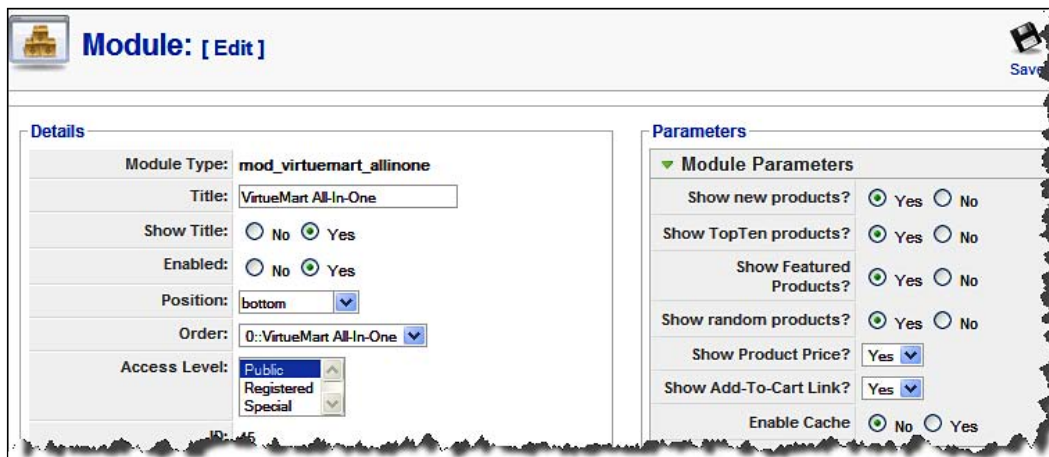 Module: [ Edit ]
Save
Details
Module Type: mod_virtuemart_allinone
Title: VirtueMart All-In-One
Show Title: No Yes
Enabled: No Yes
Position: bottom
Order: 0::VirtueMart All-In-One
Access Level: Public
Registered
Special
ID: 45
Parameters
Module Parameters
Show new products? Yes No
Show TopTen products? Yes No
Show Featured
Products? Yes No
Show random products? Yes No
Show Product Price? Yes
Show Add-To-Cart Link? Yes
Enable Cache No Yes